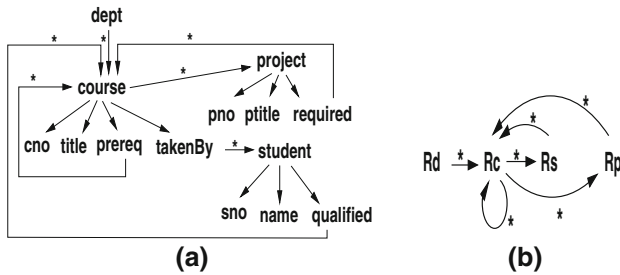 dept
* * *
project
* course *
pno ptitle required
cno title prereq takenBy * student
sno name qualified
(a)
*
*
Rd * Rc * Rs Rp
* *
(b)